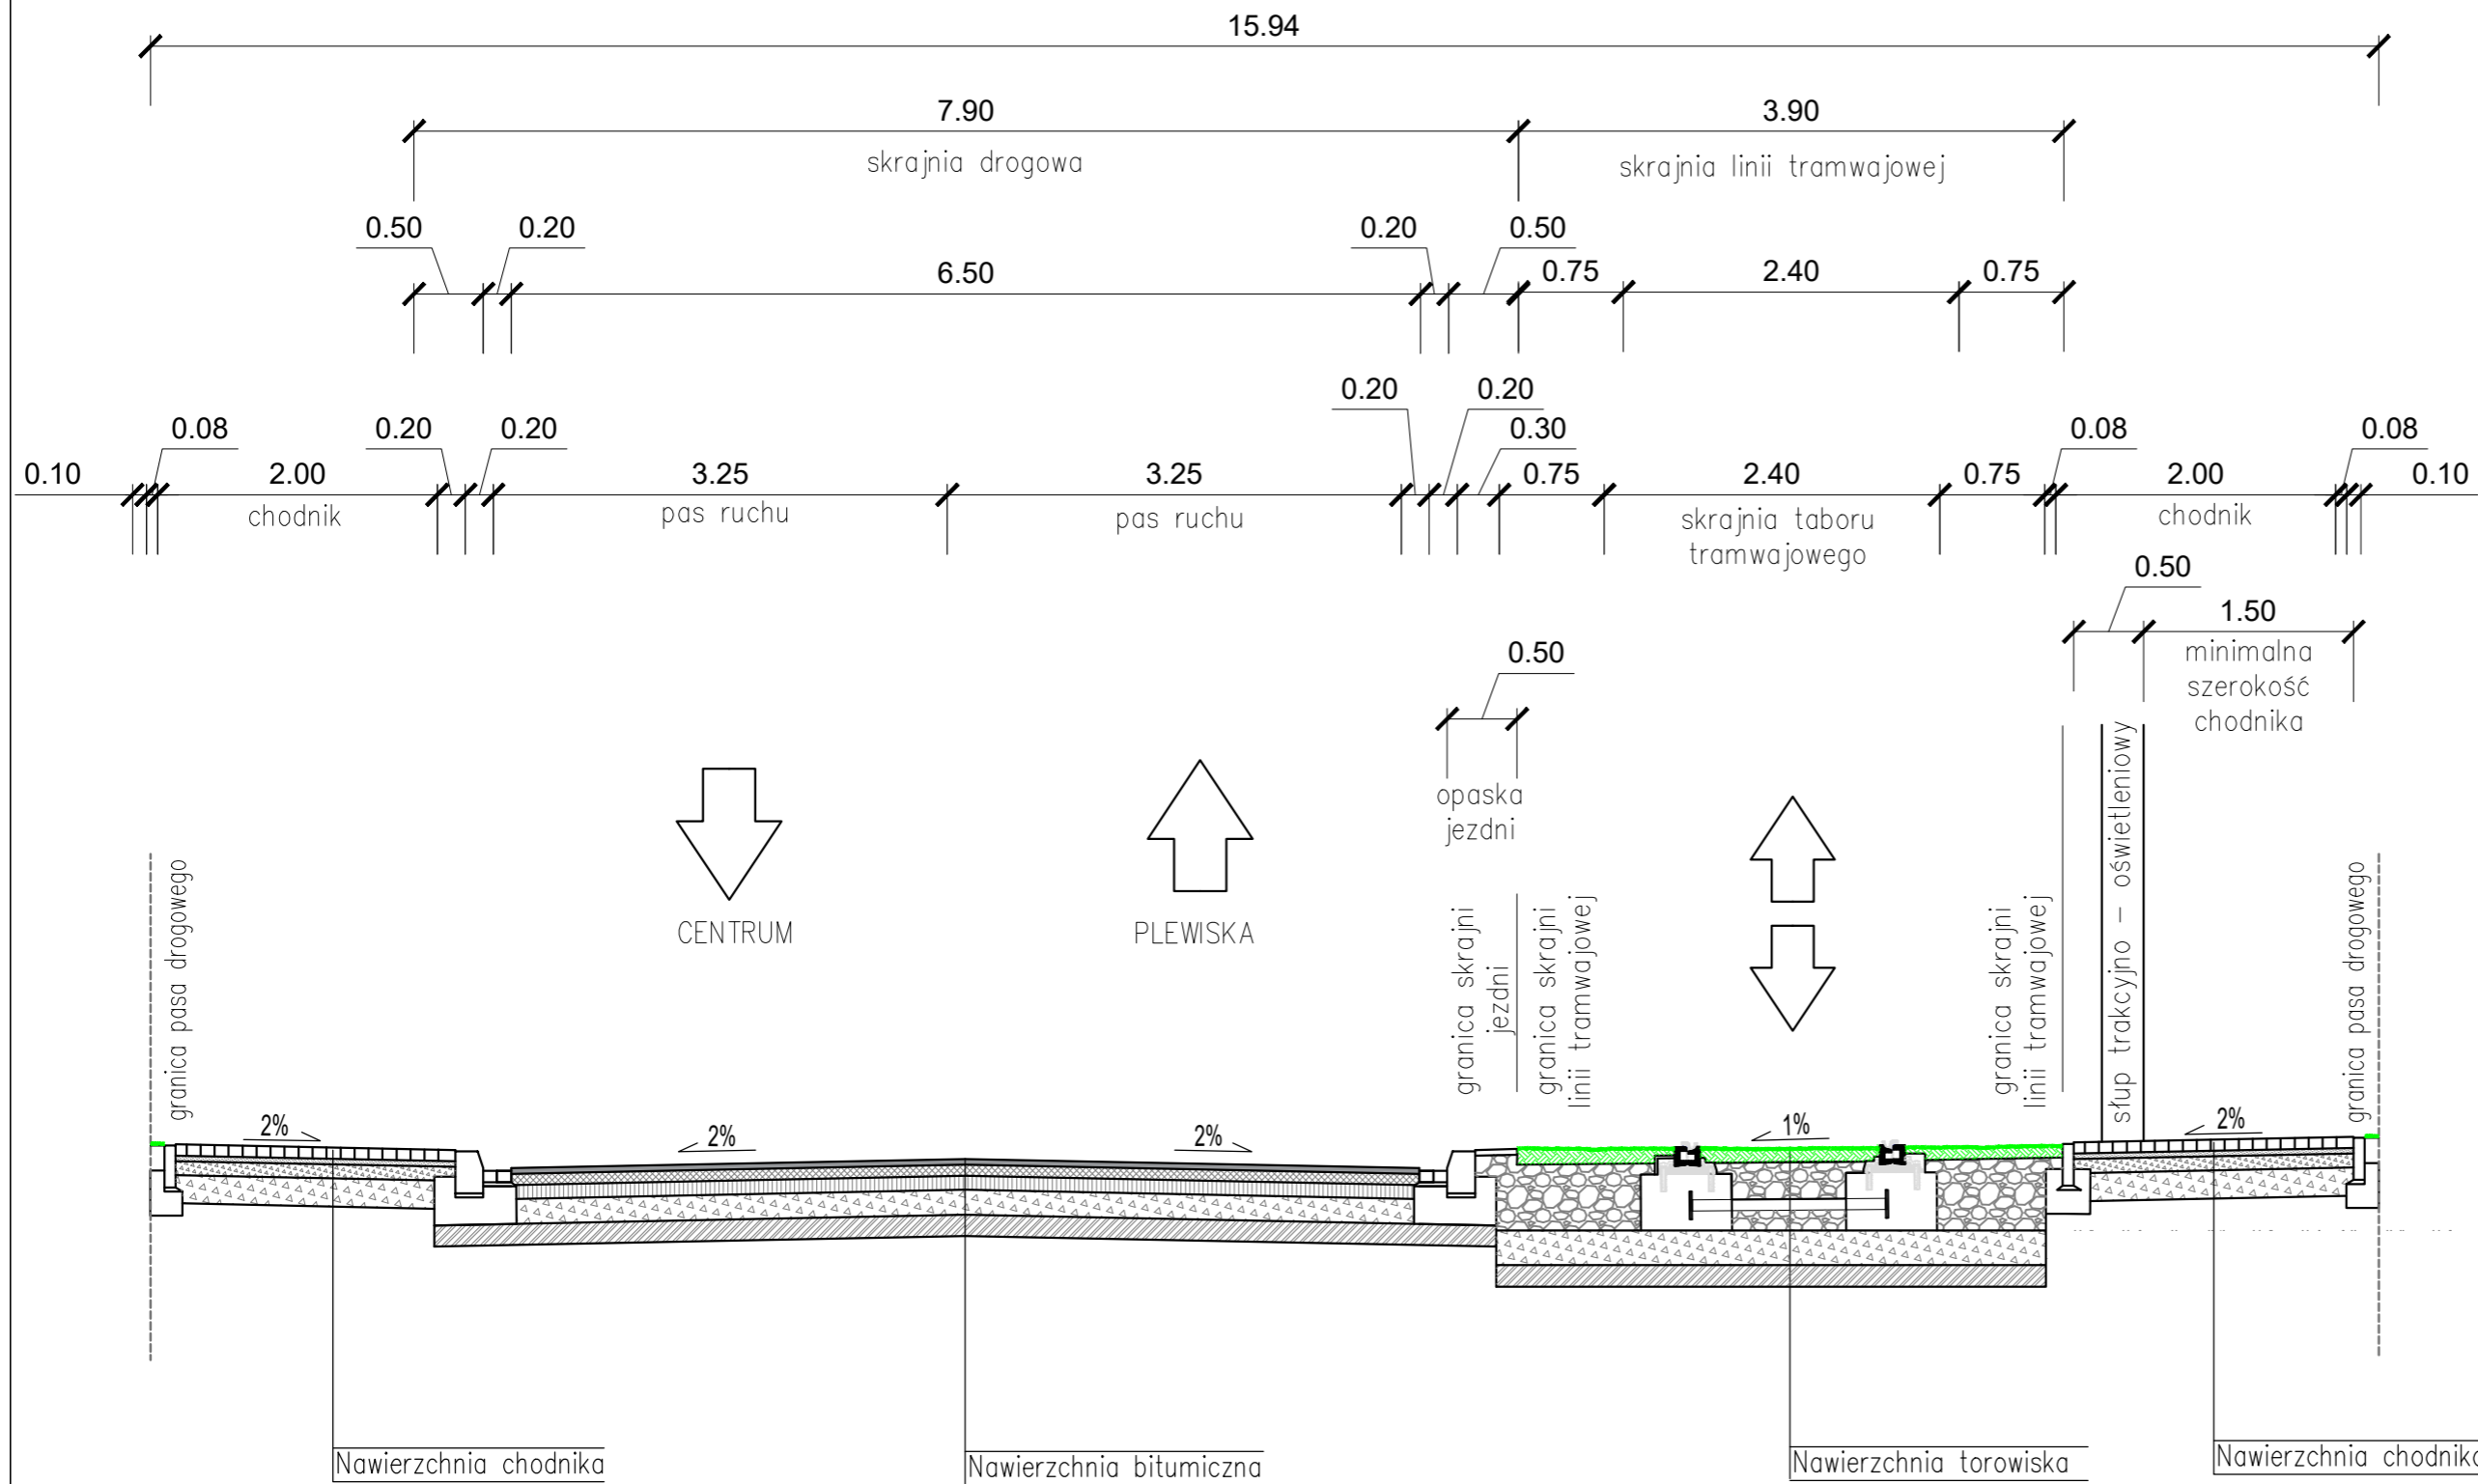 15.94
7.90
3.90
skrajnia drogowa
skrajnia linii tramwajowej
0.50
0.20
0.20
0.50
6.50
0.75
2.40
0.75
0.20
0.20
0.08
0.20
0.20
0.30
0.08
0.08
0.10
2.00
3.25
3.25
0.75
2.40
0.75
2.00
0.10
chodnik
pas ruchu
pas ruchu
skrajnia taboru
tramwajowego
chodnik
0.50
1.50
minimalna
szerokość
chodnika
0.50
opaska
jezdni
CENTRUM
PLEWISKA
granica pasa drogowego
granica skrajni
jezdni
granica skrajni
linii tramwajowej
granica skrajni
linii tramwajowej
słup trakcyjno - oświetleniowy
granica pasa drogowego
2%
2%
2%
1%
2%
Nawierzchnia chodnika
Nawierzchnia bitumiczna
Nawierzchnia torowiska
Nawierzchnia chodnika